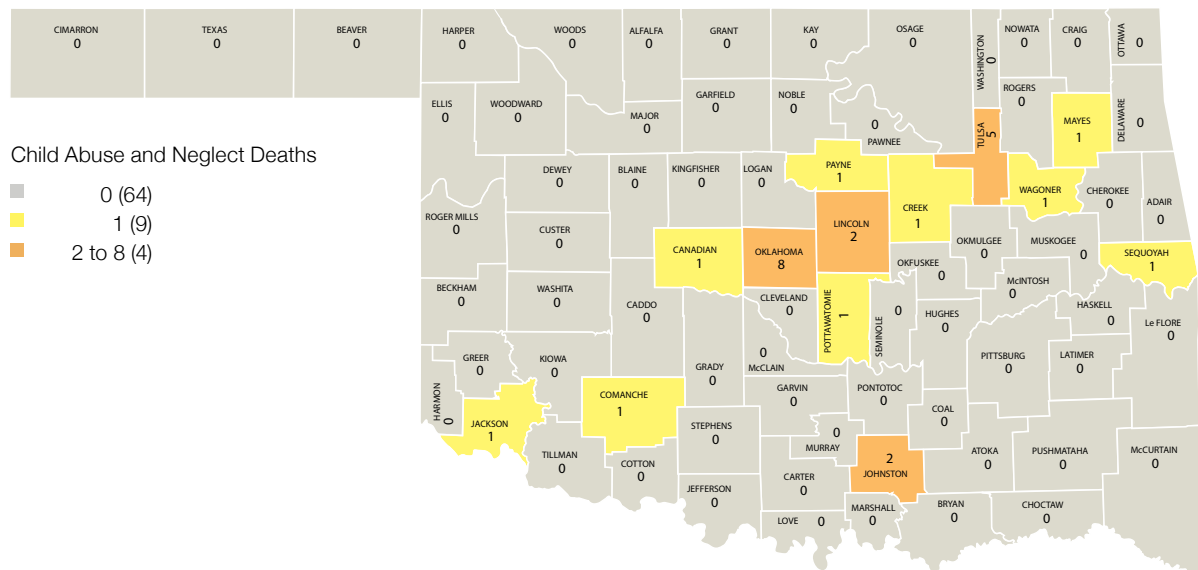 CIMARRON
0
TEXAS
0
BEAVER
0
HARPER
0
WOODS
0
ALFALFA
0
GRANT
0
KAY
0
OSAGE
0
WASHINGTON
0
NOWATA
0
CRAIG
0
OTTAWA
0
ELLIS
0
WOODWARD
0
MAJOR
0
GARFIELD
0
NOBLE
0
0
PAWNEE
TULSA
5
ROGERS
0
MAYES
1
DELAWARE
0
Child Abuse and Neglect Deaths
0 (64)
1 (9)
2 to 8 (4)
DEWEY
0
BLAINE
0
KINGFISHER
0
LOGAN
0
PAYNE
1
CREEK
1
WAGONER
1
CHEROKEE
0
ADAIR
0
ROGER MILLS
0
CUSTER
0
CANADIAN
1
OKLAHOMA
8
LINCOLN
2
OKFUSKEE
0
OKMULGEE
0
MUSKOGEE
0
SEQUOYAH
1
BECKHAM
0
WASHITA
0
CADDO
0
CLEVELAND
0
POTTAWATOMIE
1
SEMINOLE
0
HUGHES
0
McINTOSH
0
HASKELL
0
Le FLORE
0
GREER
0
KIOWA
0
GRADY
0
0
McCLAIN
PITTSBURG
0
LATIMER
0
HARMON
0
JACKSON
1
COMANCHE
1
GARVIN
0
PONTOTOC
0
COAL
0
STEPHENS
0
0
MURRAY
TILLMAN
0
COTTON
0
2
JOHNSTON
ATOKA
0
PUSHMATAHA
0
McCURTAIN
0
JEFFERSON
0
CARTER
0
LOVE 0
MARSHALL
0
BRYAN
0
CHOCTAW
0